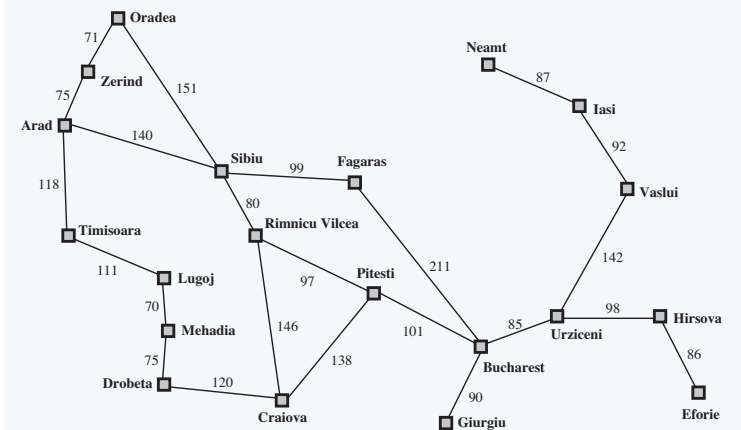 Oradea
71
Neamt
Zerind
87
151
75
Iasi
Arad
140
92
Sibiu
Fagaras
99
118
Vaslui
80
Timisoara
Rimnicu Vilcea
142
111
Pitesti
211
Lugoj
97
70
98
Hirsova
146
101
85
Mehadia
Urziceni
138
86
75
Bucharest
Drobeta
120
90
Craiova
Giurgiu
Eforie